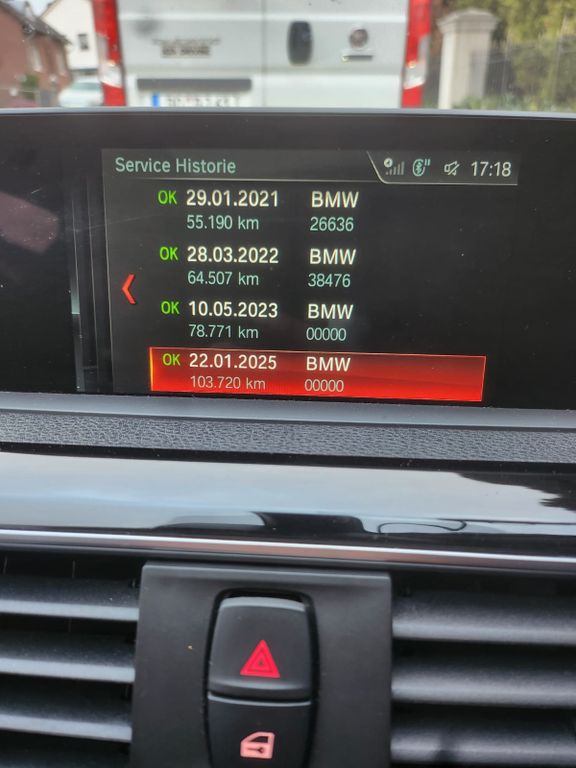 Service Historie 17:18
OK 29.01.2021 BMW
55.190 km 26636
OK 28.03.2022 BMW
64.507 km 38476
OK 10.05.2023 BMW
78.771 km 00000
OK 22.01.2025 BMW
103.720 km 00000